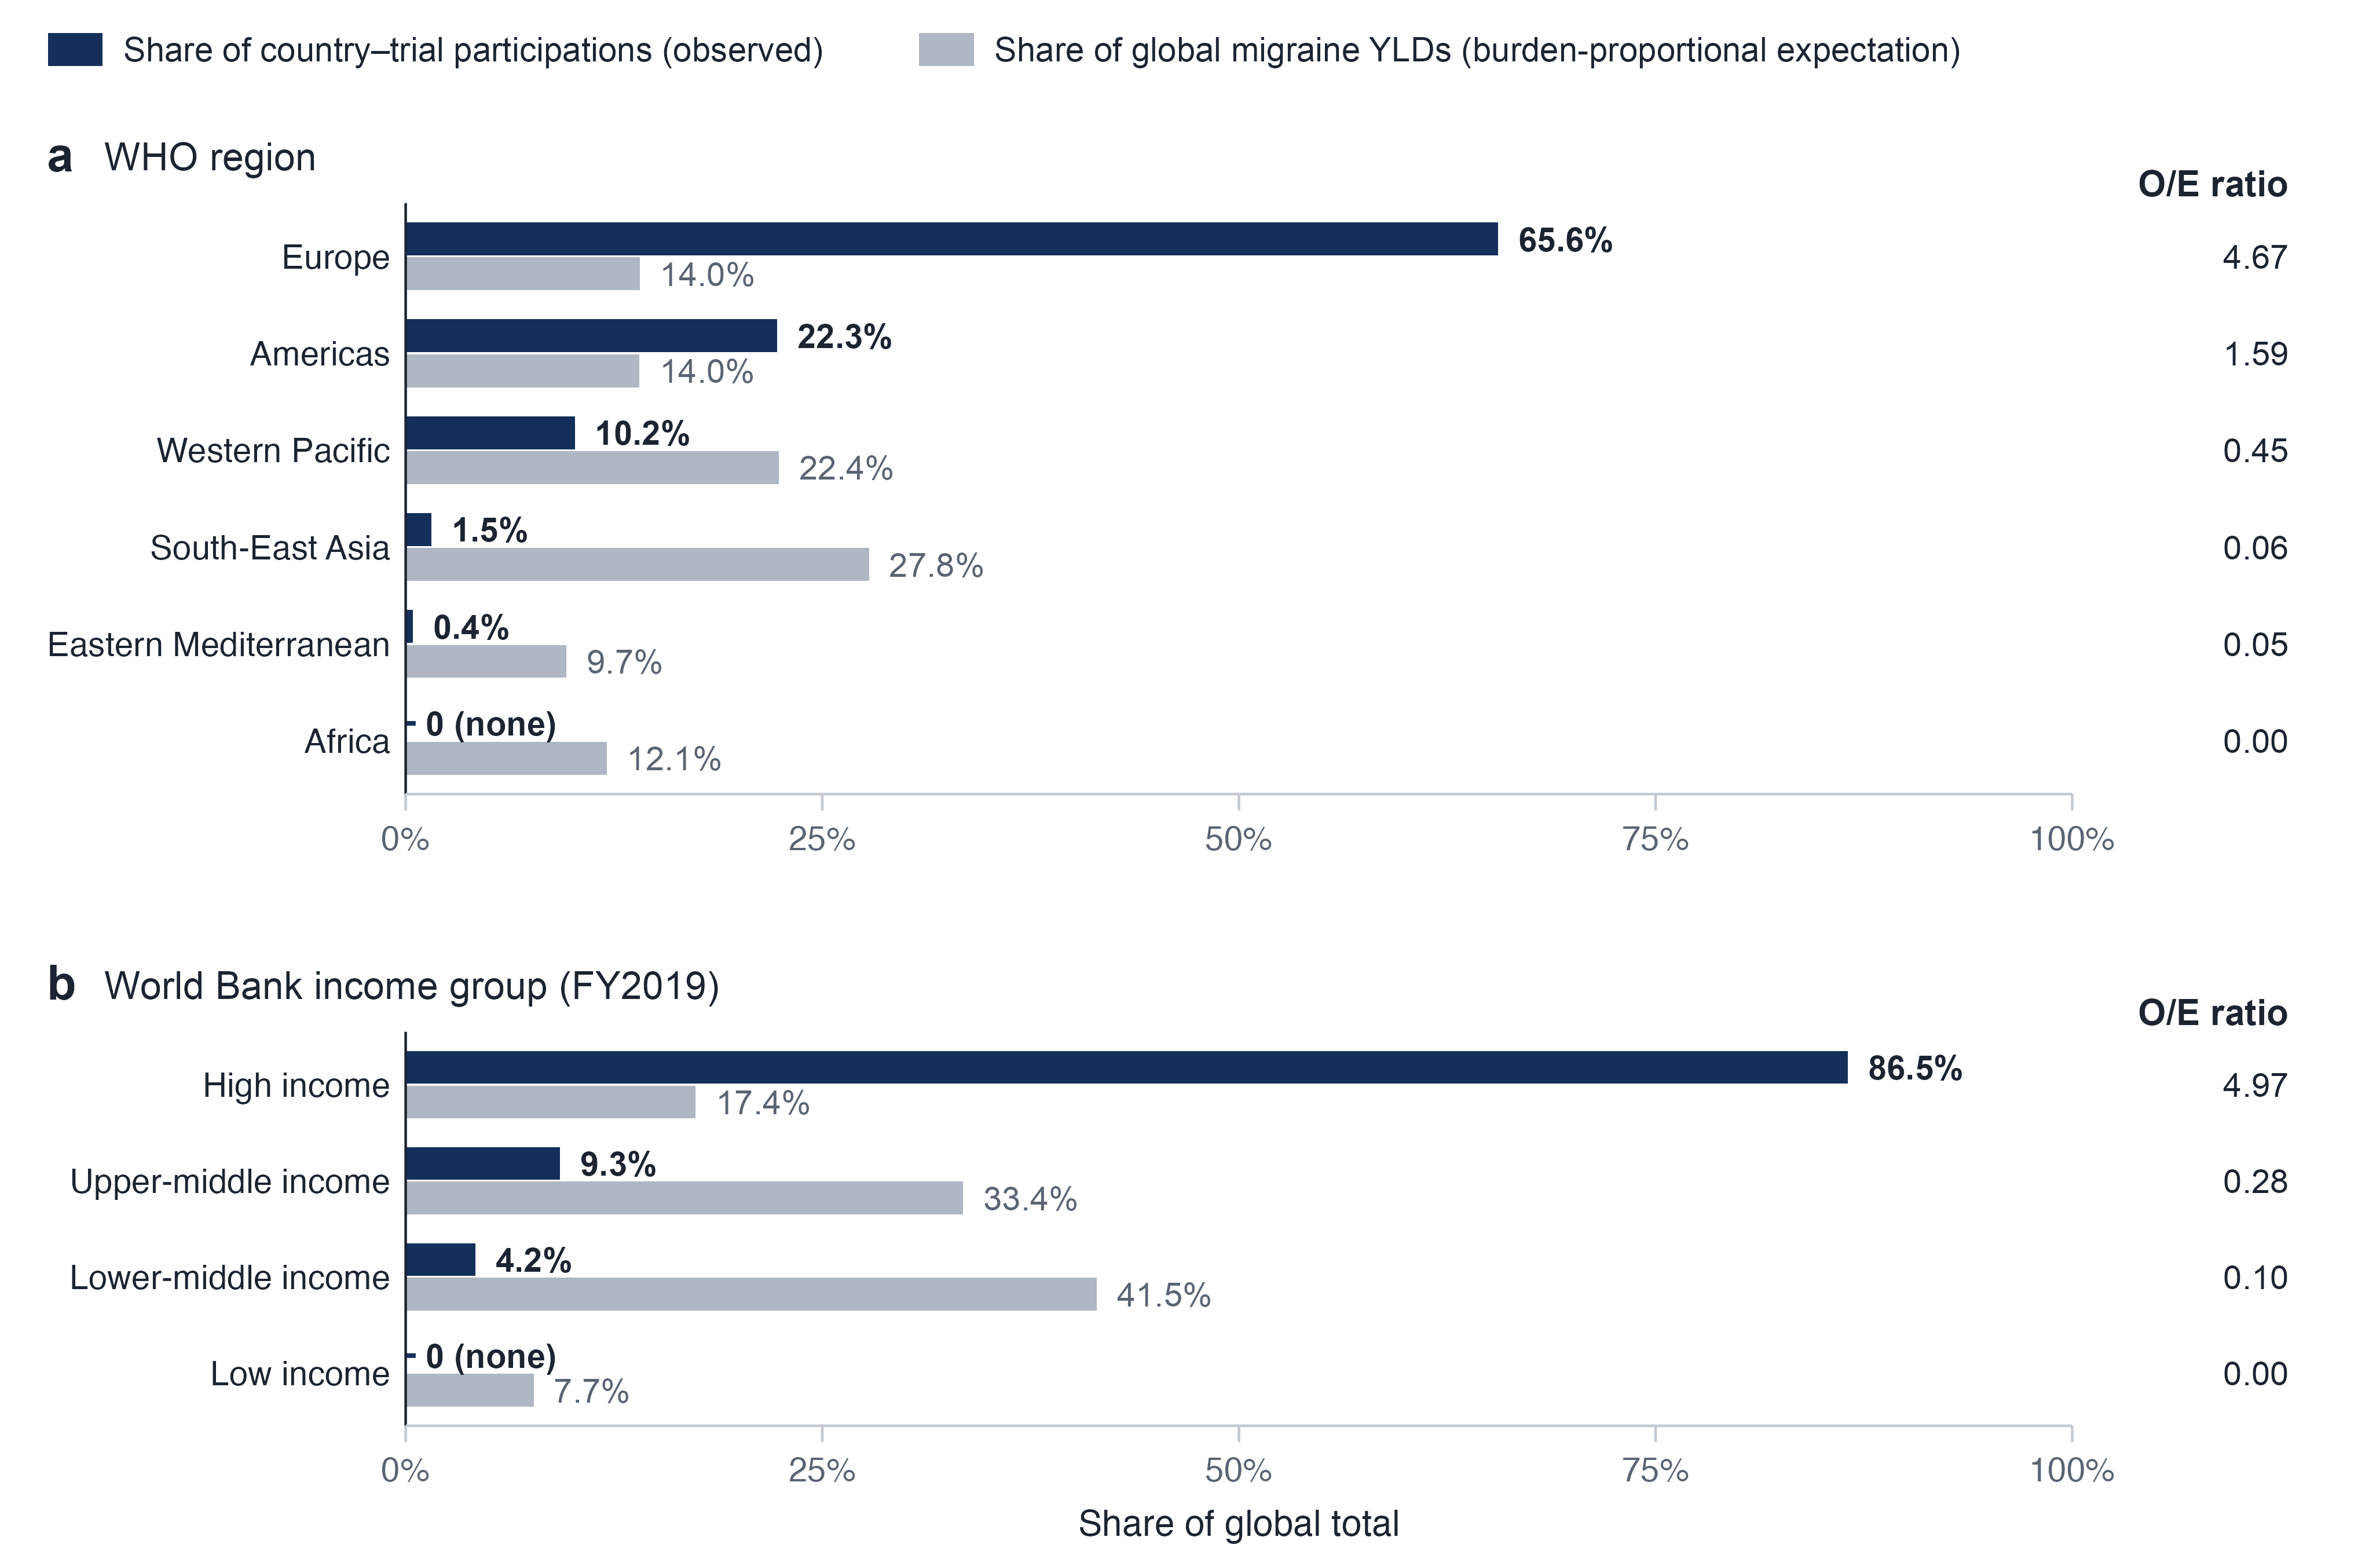 Share of country–trial participations (observed) Share of global migraine YLDs (burden-proportional expectation)
a WHO region
O/E ratio
Europe 65.6% 14.0% 4.67
Americas 22.3% 14.0% 1.59
Western Pacific 10.2% 22.4% 0.45
South-East Asia 1.5% 27.8% 0.06
Eastern Mediterranean 0.4% 9.7% 0.05
Africa 0 (none) 12.1% 0.00
0% 25% 50% 75% 100%
b World Bank income group (FY2019)
O/E ratio
High income 86.5% 17.4% 4.97
Upper-middle income 9.3% 33.4% 0.28
Lower-middle income 4.2% 41.5% 0.10
Low income 0 (none) 7.7% 0.00
0% 25% 50% 75% 100%
Share of global total